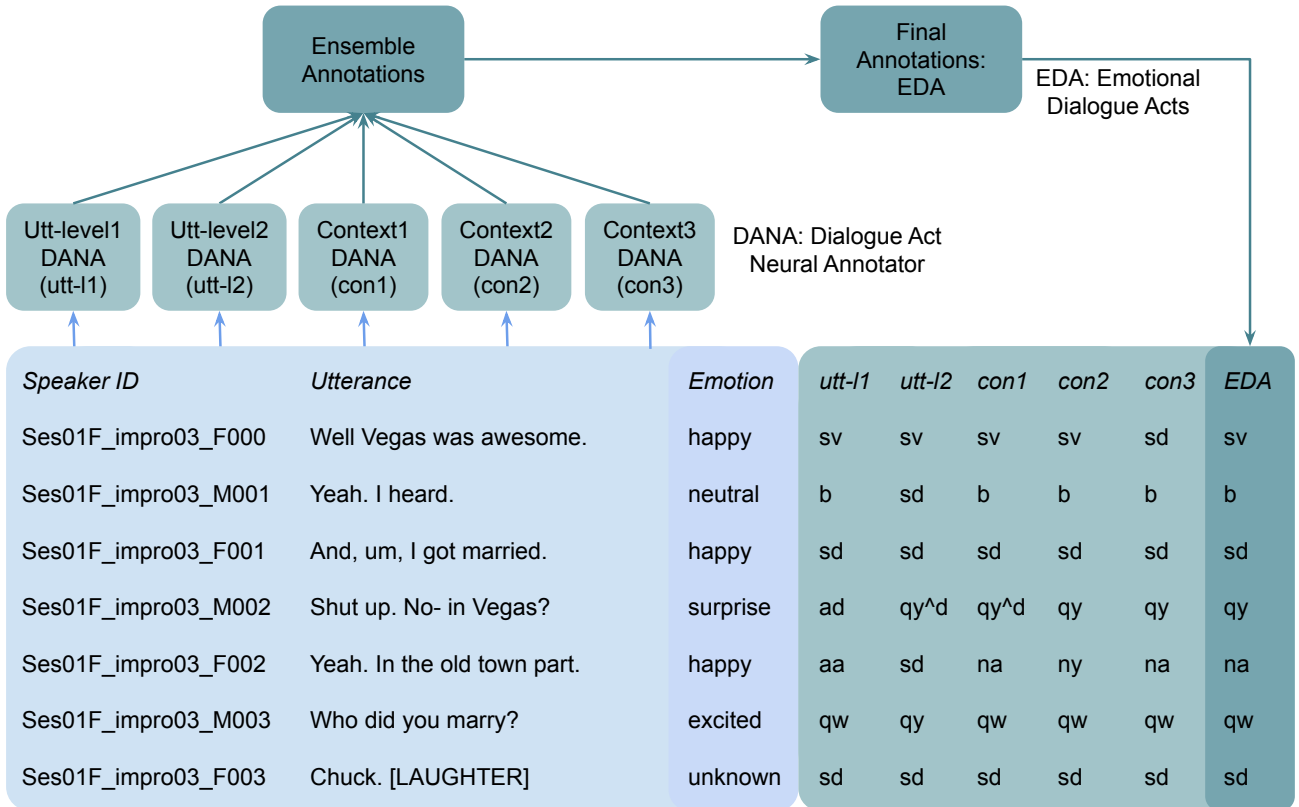 Ensemble
Annotations
Final
Annotations:
EDA
EDA: Emotional
Dialogue Acts
Utt-level1
DANA
(utt-l1)
Utt-level2
DANA
(utt-l2)
Context1
DANA
(con1)
Context2
DANA
(con2)
Context3
DANA
(con3)
DANA: Dialogue Act
Neural Annotator
Speaker ID Utterance Emotion utt-l1 utt-l2 con1 con2 con3 EDA
Ses01F_impro03_F000 Well Vegas was awesome. happy sv sv sv sv sd sv
Ses01F_impro03_M001 Yeah. I heard. neutral b sd b b b b
Ses01F_impro03_F001 And, um, I got married. happy sd sd sd sd sd sd
Ses01F_impro03_M002 Shut up. No- in Vegas? surprise ad qy^d qy^d qy qy qy
Ses01F_impro03_F002 Yeah. In the old town part. happy aa sd na ny na na
Ses01F_impro03_M003 Who did you marry? excited qw qy qw qw qw qw
Ses01F_impro03_F003 Chuck. [LAUGHTER] unknown sd sd sd sd sd sd